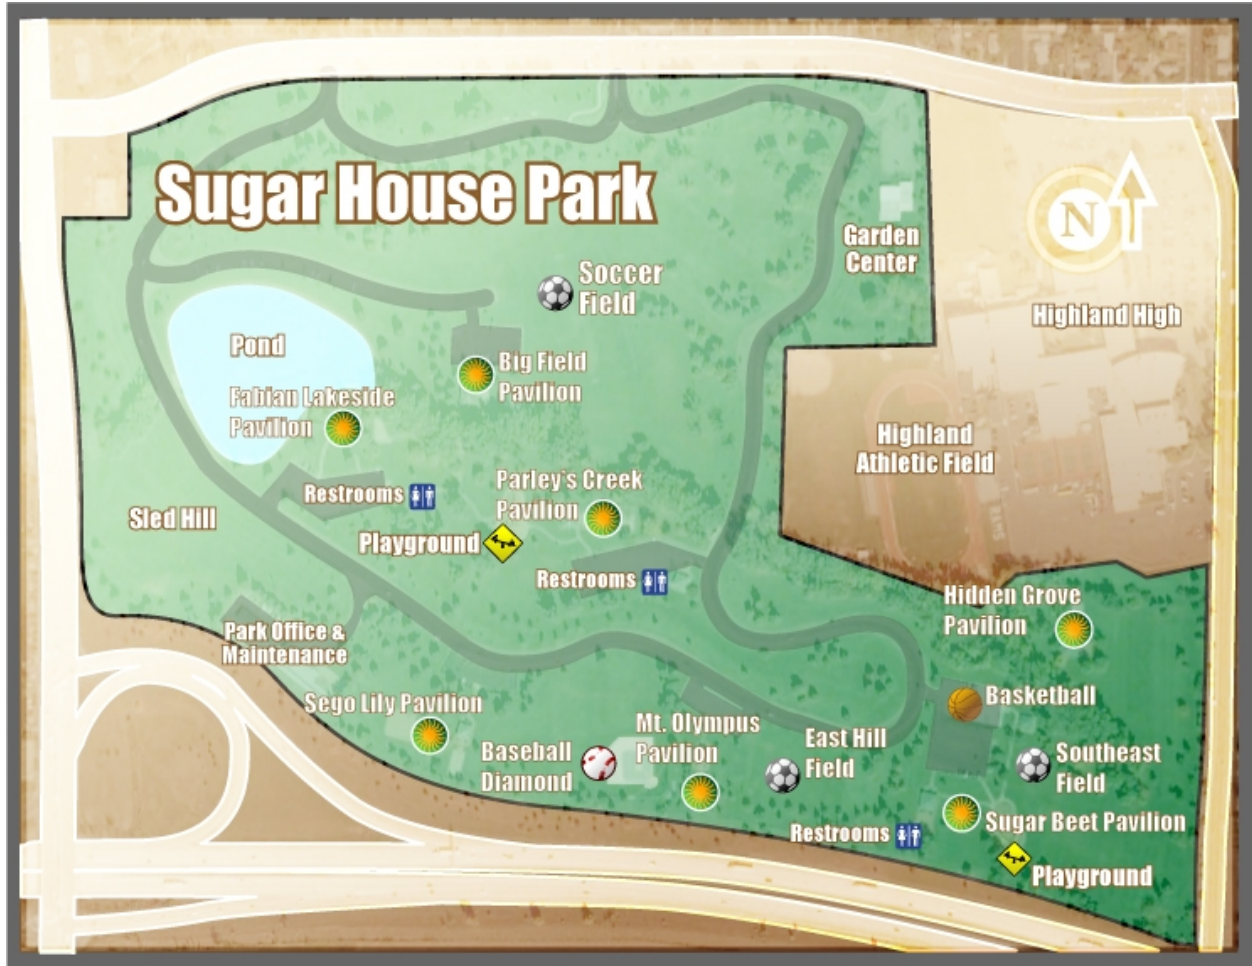 Sugar House Park
N
Soccer
Field
Garden
Center
Highland High
Pond
Big Field
Pavilion
Fabian Lakeside
Pavilion
Highland
Athletic Field
Parley's Creek
Pavilion
Restrooms
Sled Hill
Playground
Restrooms
Hidden Grove
Pavilion
Park Office &
Maintenance
Sego Lily Pavilion
Basketball
Mt. Olympus
Pavilion
East Hill
Field
Baseball
Diamond
Southeast
Field
Sugar Beet Pavilion
Restrooms
Playground